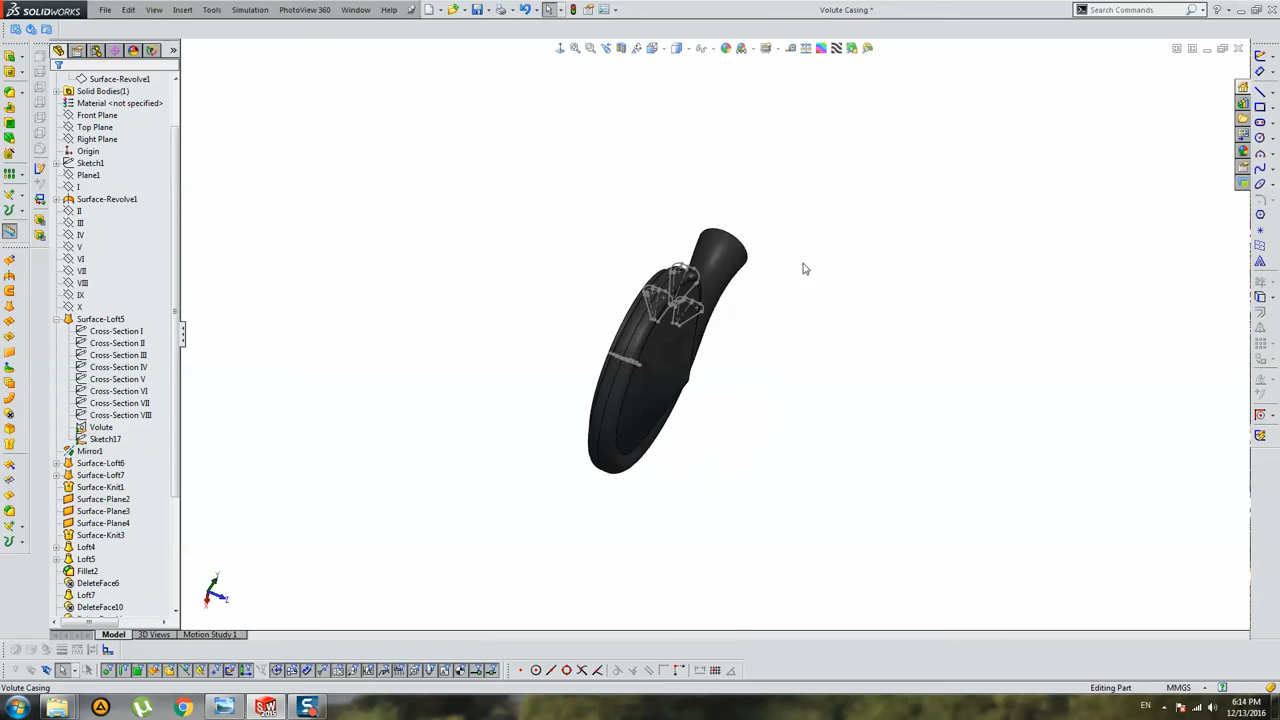 SOLIDWORKS
File Edit View Insert Tools Simulation PhotoView 360 Window Help
Volute Casing *
Search Commands
Surface-Revolve1
Solid Bodies(1)
Material <not specified>
Front Plane
Top Plane
Right Plane
Origin
Sketch1
Plane1
I
Surface-Revolve1
II
III
IV
V
VI
VII
VIII
IX
X
Surface-Loft5
Cross-Section I
Cross-Section II
Cross-Section III
Cross-Section IV
Cross-Section V
Cross-Section VI
Cross-Section VII
Cross-Section VIII
Volute
Sketch17
Mirror1
Surface-Loft6
Surface-Loft7
Surface-Knit1
Surface-Plane2
Surface-Plane3
Surface-Plane4
Surface-Knit3
Loft4
Loft5
Fillet2
DeleteFace6
Loft7
DeleteFace10
Y
X
Z
Model 3D Views Motion Study 1
Volute Casing
Editing Part MMGS
EN 6:14 PM
12/13/2016